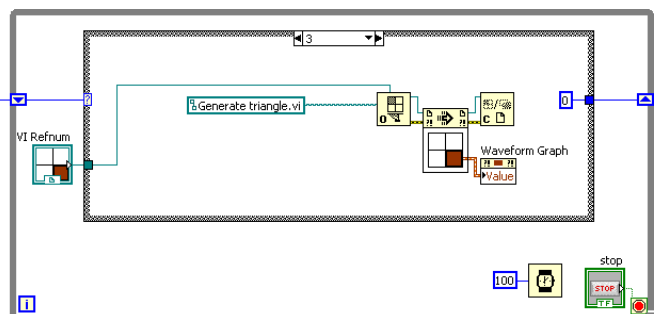 3
?
Generate triangle.vi
O
C
0
VI Refnum
?!
?!
?!
?!
Waveform Graph
?! ?!
Value
stop
100
STOP
TF
i